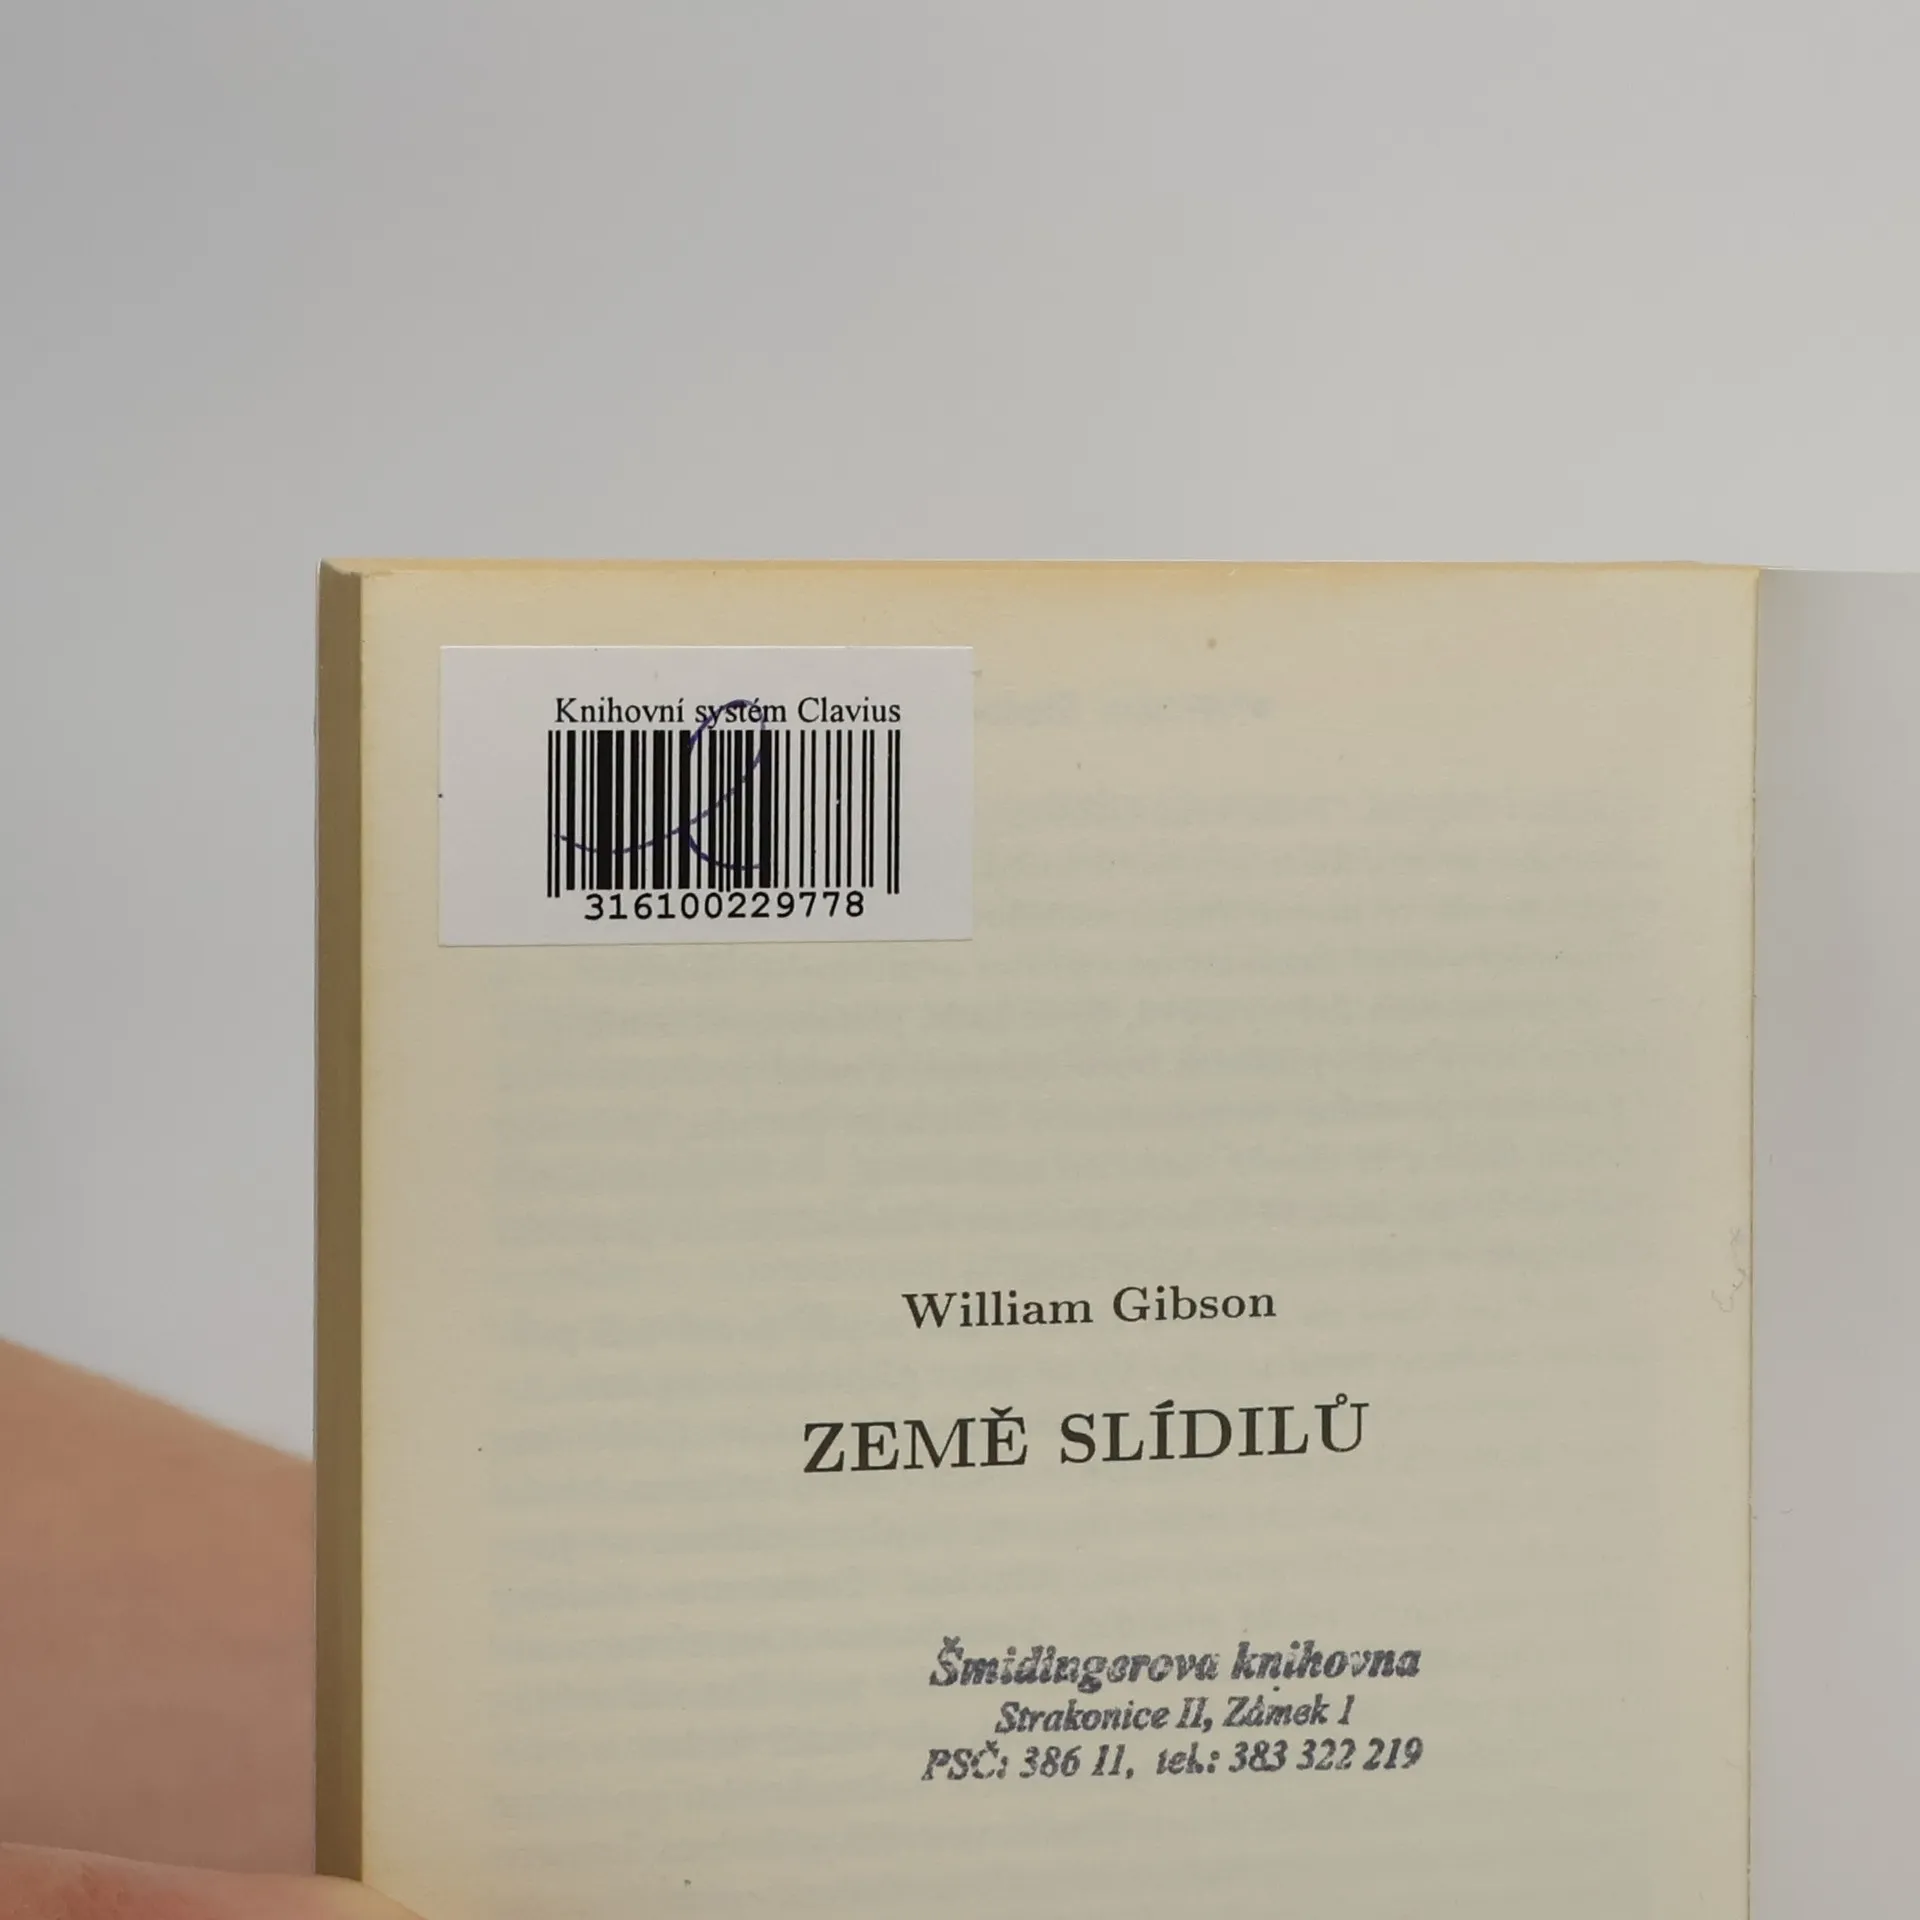 Knihovní systém Clavius
316100229778
William Gibson
ZEMĚ SLÍDILŮ
Šmidingerova knihovna
Strakonice II, Zámek 1
PSČ: 386 11, tel.: 383 322 219